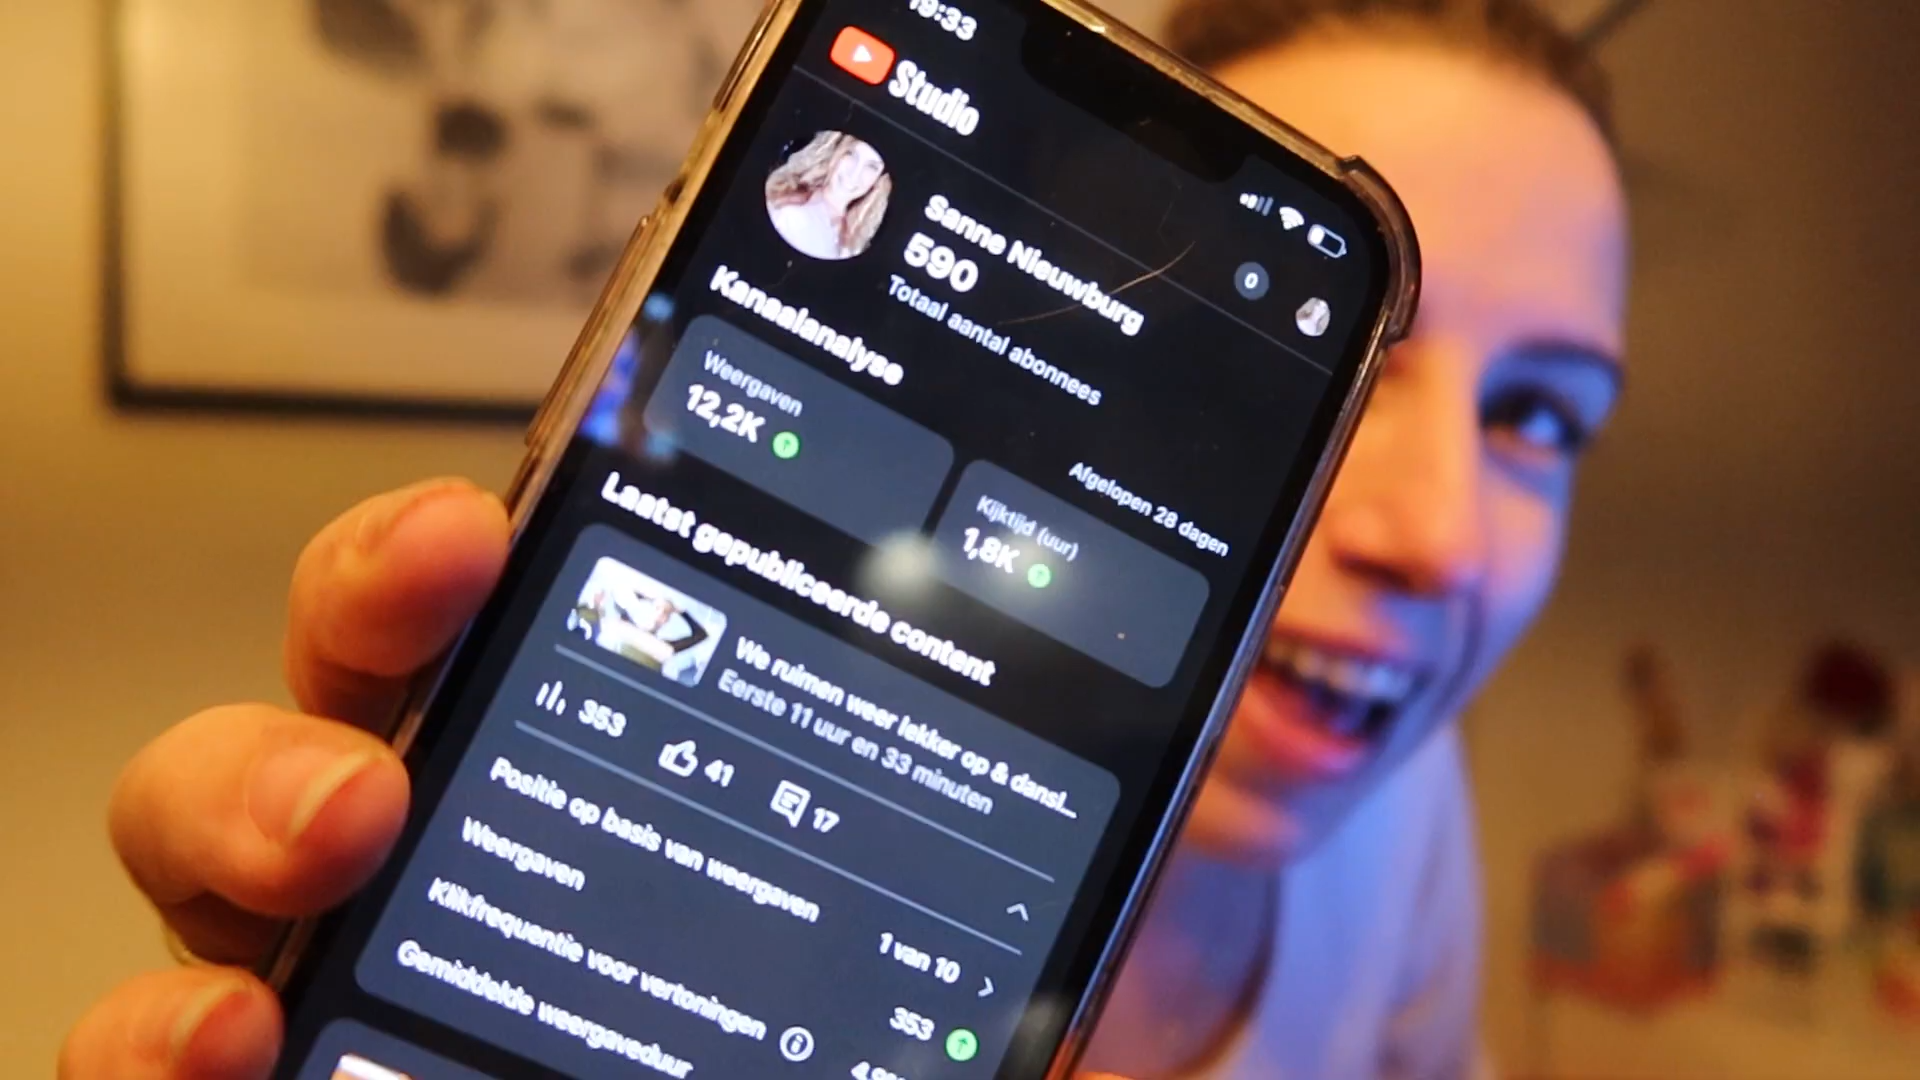 19:33
Studio
0
Sanne Nieuwburg
590
Totaal aantal abonnees
Kanaalanalyse
Afgelopen 28 dagen
Weergaven
12,2K
Kijktijd (uur)
1,8K
Laatst gepubliceerde content
We ruimen weer lekker op & dansl...
Eerste 11 uur en 33 minuten
353 41 17
Positie op basis van weergaven
1 van 10
Weergaven
353
Klikfrequentie voor vertoningen
Gemiddelde weergaveduur